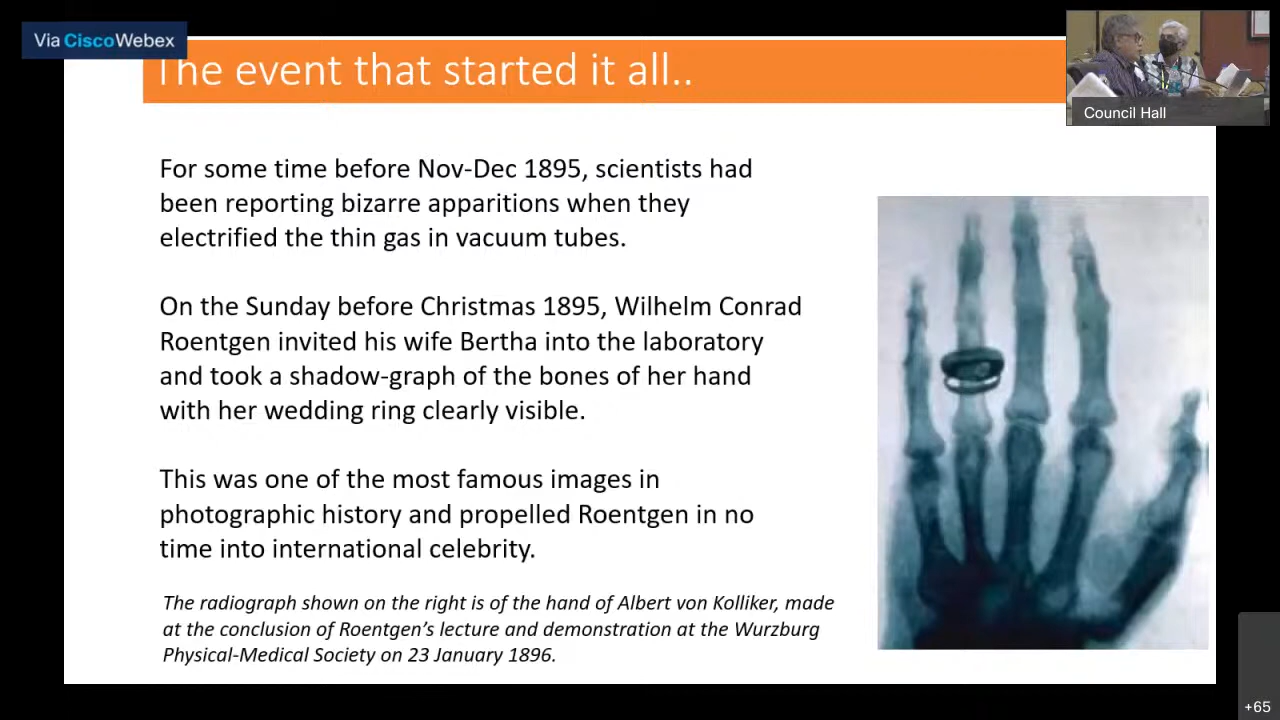 Via Cisco Webex
The event that started it all..
Council Hall
For some time before Nov-Dec 1895, scientists had
been reporting bizarre apparitions when they
electrified the thin gas in vacuum tubes.
On the Sunday before Christmas 1895, Wilhelm Conrad
Roentgen invited his wife Bertha into the laboratory
and took a shadow-graph of the bones of her hand
with her wedding ring clearly visible.
This was one of the most famous images in
photographic history and propelled Roentgen in no
time into international celebrity.
The radiograph shown on the right is of the hand of Albert von Kolliker, made
at the conclusion of Roentgen’s lecture and demonstration at the Wurzburg
Physical-Medical Society on 23 January 1896.
+65